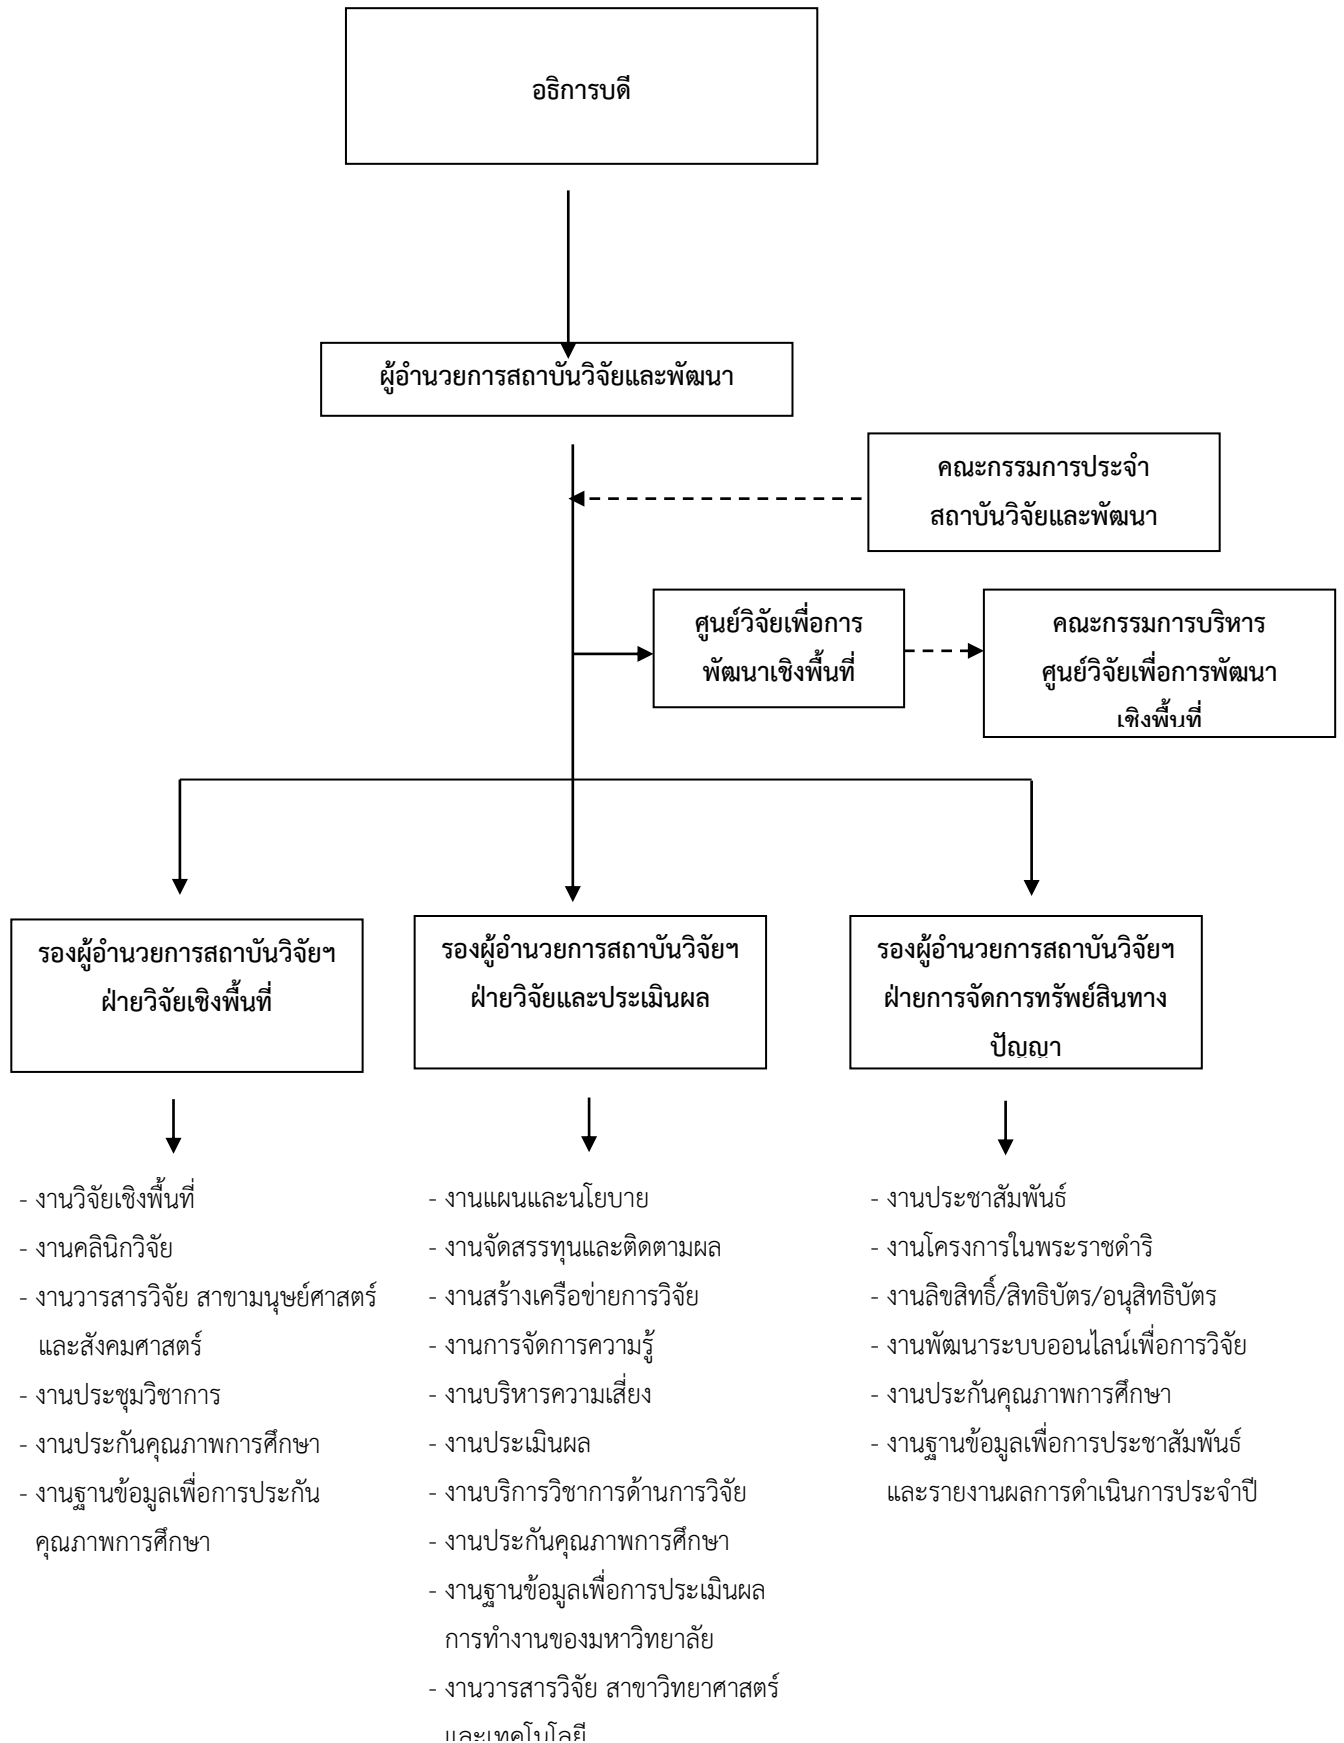 อธิการบดี
ผู้อำนวยการสถาบันวิจัยและพัฒนา
คณะกรรมการประจำ
สถาบันวิจัยและพัฒนา
ศูนย์วิจัยเพื่อการ
พัฒนาเชิงพื้นที่
คณะกรรมการบริหาร
ศูนย์วิจัยเพื่อการพัฒนา
เชิงพื้นที่
รองผู้อำนวยการสถาบันวิจัยฯ
ฝ่ายวิจัยเชิงพื้นที่
รองผู้อำนวยการสถาบันวิจัยฯ
ฝ่ายวิจัยและประเมินผล
รองผู้อำนวยการสถาบันวิจัยฯ
ฝ่ายการจัดการทรัพย์สินทาง
ปัญญา
- งานวิจัยเชิงพื้นที่
- งานคลินิกวิจัย
- งานวารสารวิจัย สาขามนุษย์ศาสตร์
และสังคมศาสตร์
- งานประชุมวิชาการ
- งานประกันคุณภาพการศึกษา
- งานฐานข้อมูลเพื่อการประกัน
คุณภาพการศึกษา
- งานแผนและนโยบาย
- งานจัดสรรทุนและติดตามผล
- งานสร้างเครือข่ายการวิจัย
- งานการจัดการความรู้
- งานบริหารความเสี่ยง
- งานประเมินผล
- งานบริการวิชาการด้านการวิจัย
- งานประกันคุณภาพการศึกษา
- งานฐานข้อมูลเพื่อการประเมินผล
การทำงานของมหาวิทยาลัย
- งานวารสารวิจัย สาขาวิทยาศาสตร์
และเทคโนโลยี
- งานประชาสัมพันธ์
- งานโครงการในพระราชดำริ
- งานลิขสิทธิ์/สิทธิบัตร/อนุสิทธิบัตร
- งานพัฒนาระบบออนไลน์เพื่อการวิจัย
- งานประกันคุณภาพการศึกษา
- งานฐานข้อมูลเพื่อการประชาสัมพันธ์
และรายงานผลการดำเนินการประจำปี